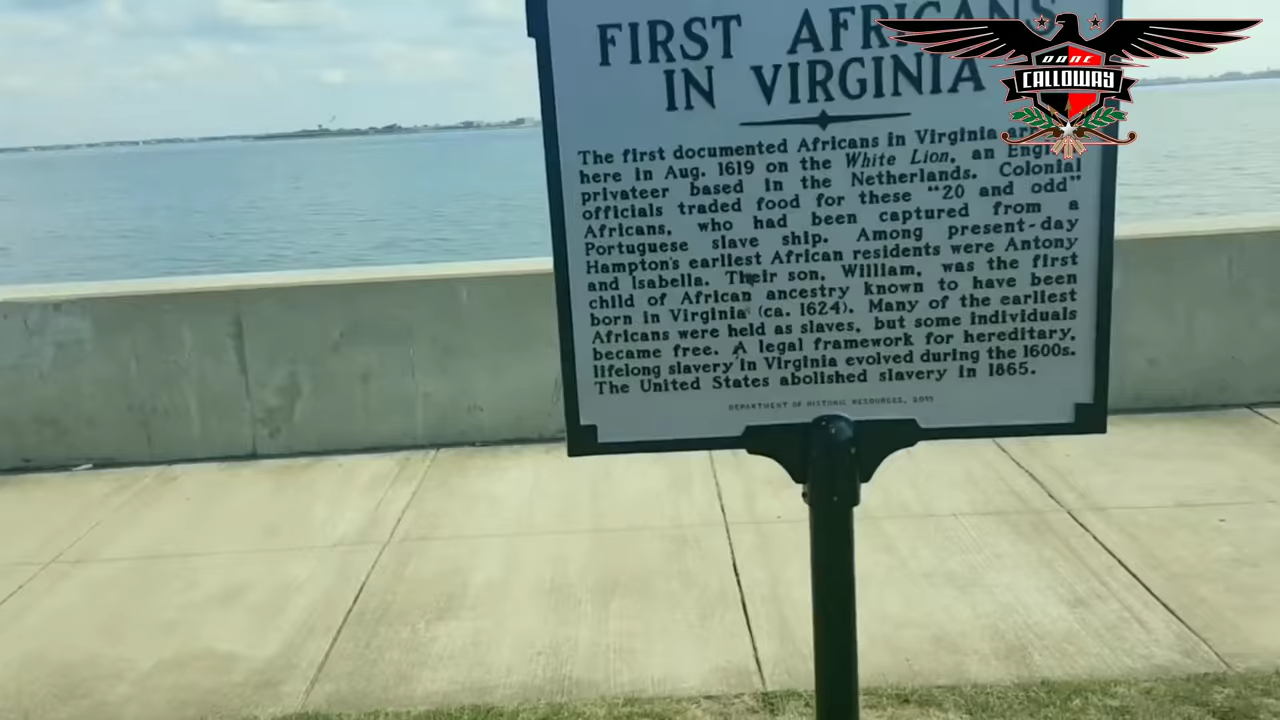 FIRST AFRICANS
IN VIRGINIA
DANE
CALLOWAY
The first documented Africans in Virginia
here in Aug. 1619 on the White Lion, an
privateer based in the Netherlands. Colonial
officials traded food for these "20 and odd"
Africans, who had been captured from a
Portuguese slave ship. Among present-day
Hampton's earliest African residents were Antony
and Isabella. Their son, William, was the first
child of African ancestry known to have been
born in Virginia (ca. 1624). Many of the earliest
Africans were held as slaves, but some individuals
became free. A legal framework for hereditary,
lifelong slavery in Virginia evolved during the 1600s.
The United States abolished slavery in 1865.
DEPARTMENT OF HISTORIC RESOURCES, 2015